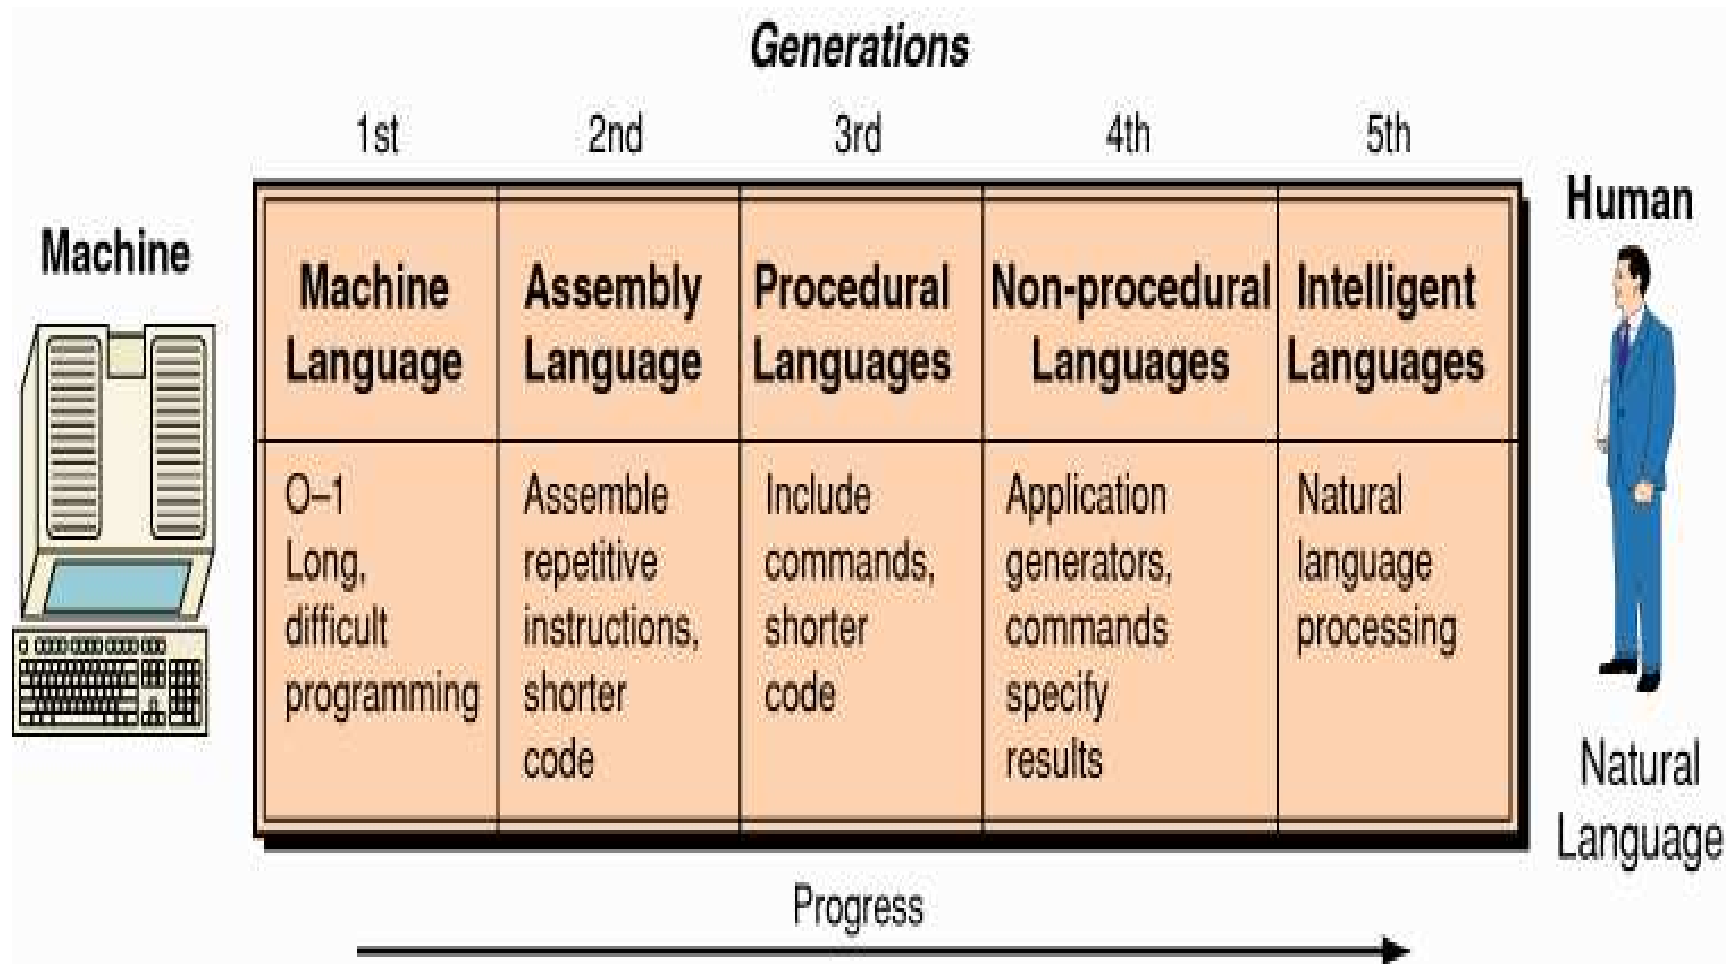 Generations
1st 2nd 3rd 4th 5th
Machine
Human
Machine
Language
Assembly
Language
Procedural
Languages
Non-procedural
Languages
Intelligent
Languages
O–1
Long,
difficult
programming
Assemble
repetitive
instructions,
shorter
code
Include
commands,
shorter
code
Application
generators,
commands
specify
results
Natural
language
processing
Natural
Language
Progress